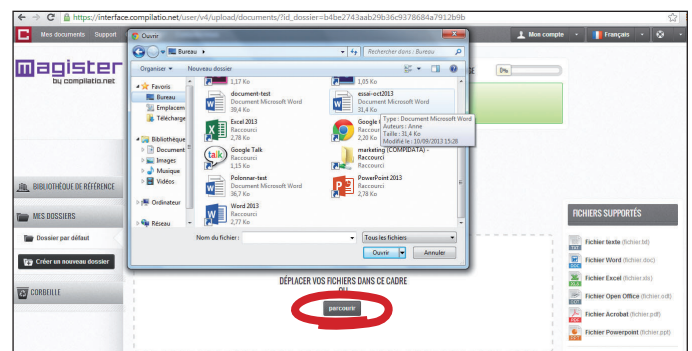 https://interface.compilatio.net/user/v4/upload/documents/?id_dossier=b4be2743aab29b36c9378684a7912b9b
Mes documents Support
Mon compte Français
Magister
by compilatio.net
Ouvrir
Bureau
Rechercher dans : Bureau
Organiser Nouveau dossier
Favoris
Bureau
Emplacem
Télécharge
Bibliothèque
Document
Images
Musique
Vidéos
Ordinateur
Réseau
1,17 Ko
1,05 Ko
document-test
Document Microsoft Word
39,4 Ko
essai-oct2013
Document Microsoft Word
31,4 Ko
Excel 2013
Raccourci
2,78 Ko
Google
Raccourci
2,20 Ko
Type : Document Microsoft Word
Auteurs : Anne
Taille : 31,4 Ko
Modifié le : 10/09/2013 15:28
Google Talk
Raccourci
1,15 Ko
marketing (COMPIDATA) -
Raccourci
Polonnar-test
Document Microsoft Word
36,7 Ko
PowerPoint 2013
Raccourci
2,78 Ko
Word 2013
Raccourci
2,77 Ko
Nom du fichier :
Tous les fichiers
Ouvrir Annuler
0%
BIBLIOTHÈQUE DE RÉFÉRENCE
MES DOSSIERS
Dossier par défaut
Créer un nouveau dossier
CORBEILLE
DÉPLACER VOS FICHIERS DANS CE CADRE
OU
parcourir
FICHIERS SUPPORTÉS
Fichier texte (fichier.txt)
Fichier Word (fichier.doc)
Fichier Excel (fichier.xls)
Fichier Open Office (fichier.odt)
Fichier Acrobat (fichier.pdf)
Fichier Powerpoint (fichier.ppt)